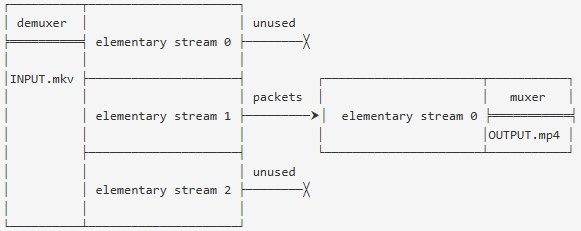 demuxer unused
elementary stream 0
INPUT.mkv
packets muxer
elementary stream 1 elementary stream 0
OUTPUT.mp4
unused
elementary stream 2